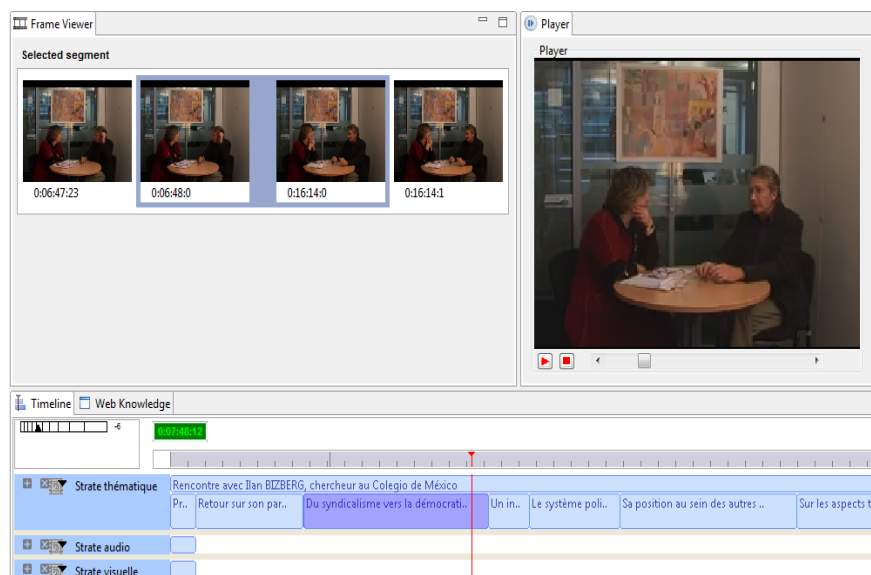 Frame Viewer
Player
Selected segment
Player
0:06:47:23
0:06:48:0
0:16:14:0
0:16:14:1
Timeline
Web Knowledge
-6
0:07:48:12
Strate thématique
Rencontre avec Ilan BIZBERG, chercheur au Colegio de México
Pr..
Retour sur son par..
Du syndicalisme vers la démocrati..
Un in..
Le système poli..
Sa position au sein des autres ..
Sur les aspects t
Strate audio
Strate visuelle